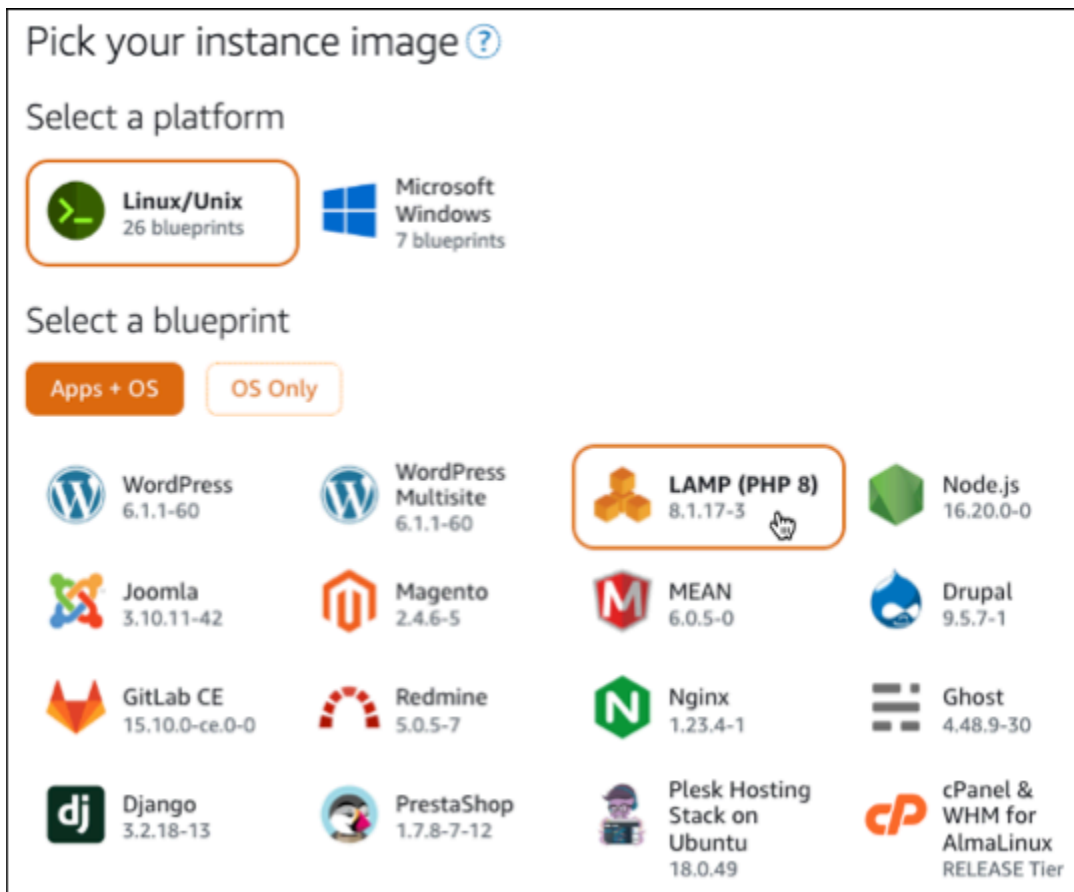 Pick your instance image ?
Select a platform
Linux/Unix
26 blueprints
Microsoft
Windows
7 blueprints
Select a blueprint
Apps + OS
OS Only
WordPress
6.1.1-60
WordPress
Multisite
6.1.1-60
LAMP (PHP 8)
8.1.17-3
Node.js
16.20.0-0
Joomla
3.10.11-42
Magento
2.4.6-5
MEAN
6.0.5-0
Drupal
9.5.7-1
GitLab CE
15.10.0-ce.0-0
Redmine
5.0.5-7
Nginx
1.23.4-1
Ghost
4.48.9-30
dj
Django
3.2.18-13
PrestaShop
1.7.8-7-12
Plesk Hosting
Stack on
Ubuntu
18.0.49
cP
cPanel &
WHM for
AlmaLinux
RELEASE Tier